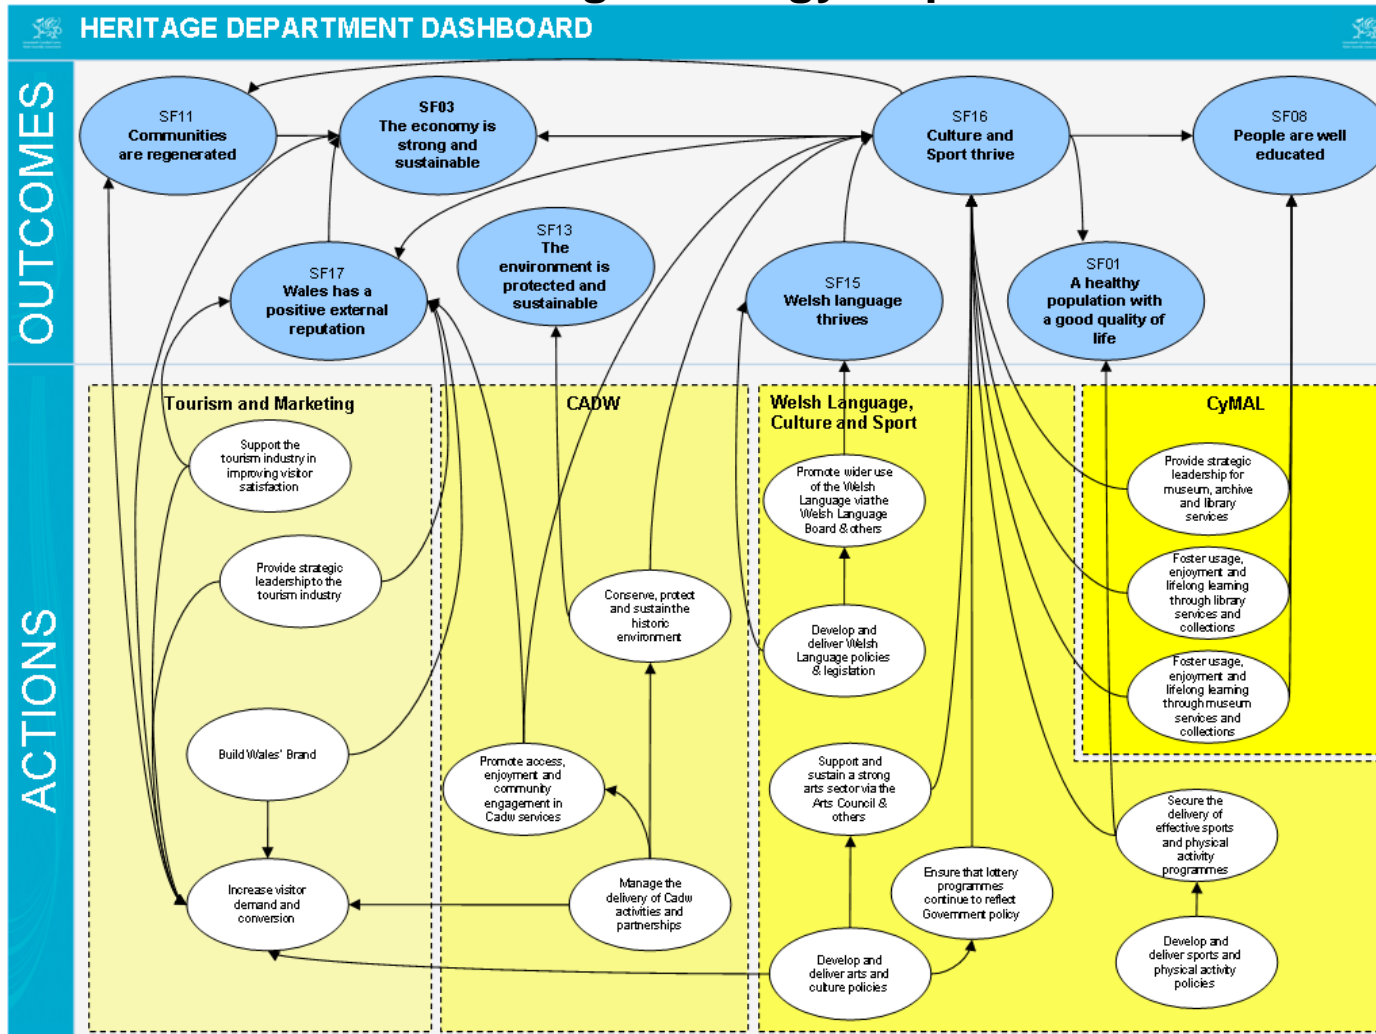 HERITAGE DEPARTMENT DASHBOARD
OUTCOMES
SF11
Communities
are regenerated
SF03
The economy is
strong and
sustainable
SF16
Culture and
Sport thrive
SF08
People are well
educated
SF17
Wales has a
positive external
reputation
SF13
The
environment is
protected and
sustainable
SF15
Welsh language
thrives
SF01
A healthy
population with
a good quality of
life
ACTIONS
Tourism and Marketing
Support the
tourism industry in
improving visitor
satisfaction
Provide strategic
leadership to the
tourism industry
Build Wales' Brand
Increase visitor
demand and
conversion
CADW
Conserve, protect
and sustain the
historic
environment
Promote access,
enjoyment and
community
engagement in
Cadw services
Manage the
delivery of Cadw
activities and
partnerships
Welsh Language,
Culture and Sport
Promote wider use
of the Welsh
Language via the
Welsh Language
Board & others
Develop and
deliver Welsh
Language policies
& legislation
Support and
sustain a strong
arts sector via the
Arts Council &
others
Ensure that lottery
programmes
continue to reflect
Government policy
Develop and
deliver arts and
culture policies
Secure the
delivery of
effective sports
and physical
activity
programmes
Develop and
deliver sports and
physical activity
policies
CyMAL
Provide strategic
leadership for
museum, archive
and library
services
Foster usage,
enjoyment and
lifelong learning
through library
services and
collections
Foster usage,
enjoyment and
lifelong learning
through museum
services and
collections